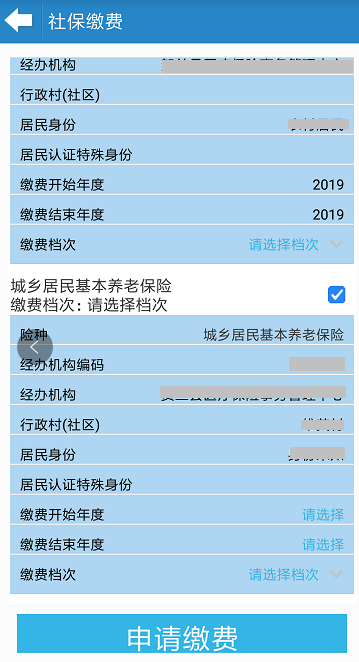 社保缴费
经办机构
行政村(社区)
居民身份
居民认证特殊身份
缴费开始年度 2019
缴费结束年度 2019
缴费档次 请选择档次
城乡居民基本养老保险
缴费档次：请选择档次
险种 城乡居民基本养老保险
经办机构编码
经办机构
行政村(社区)
居民身份
居民认证特殊身份
缴费开始年度 请选择
缴费结束年度 请选择
缴费档次 请选择档次
申请缴费